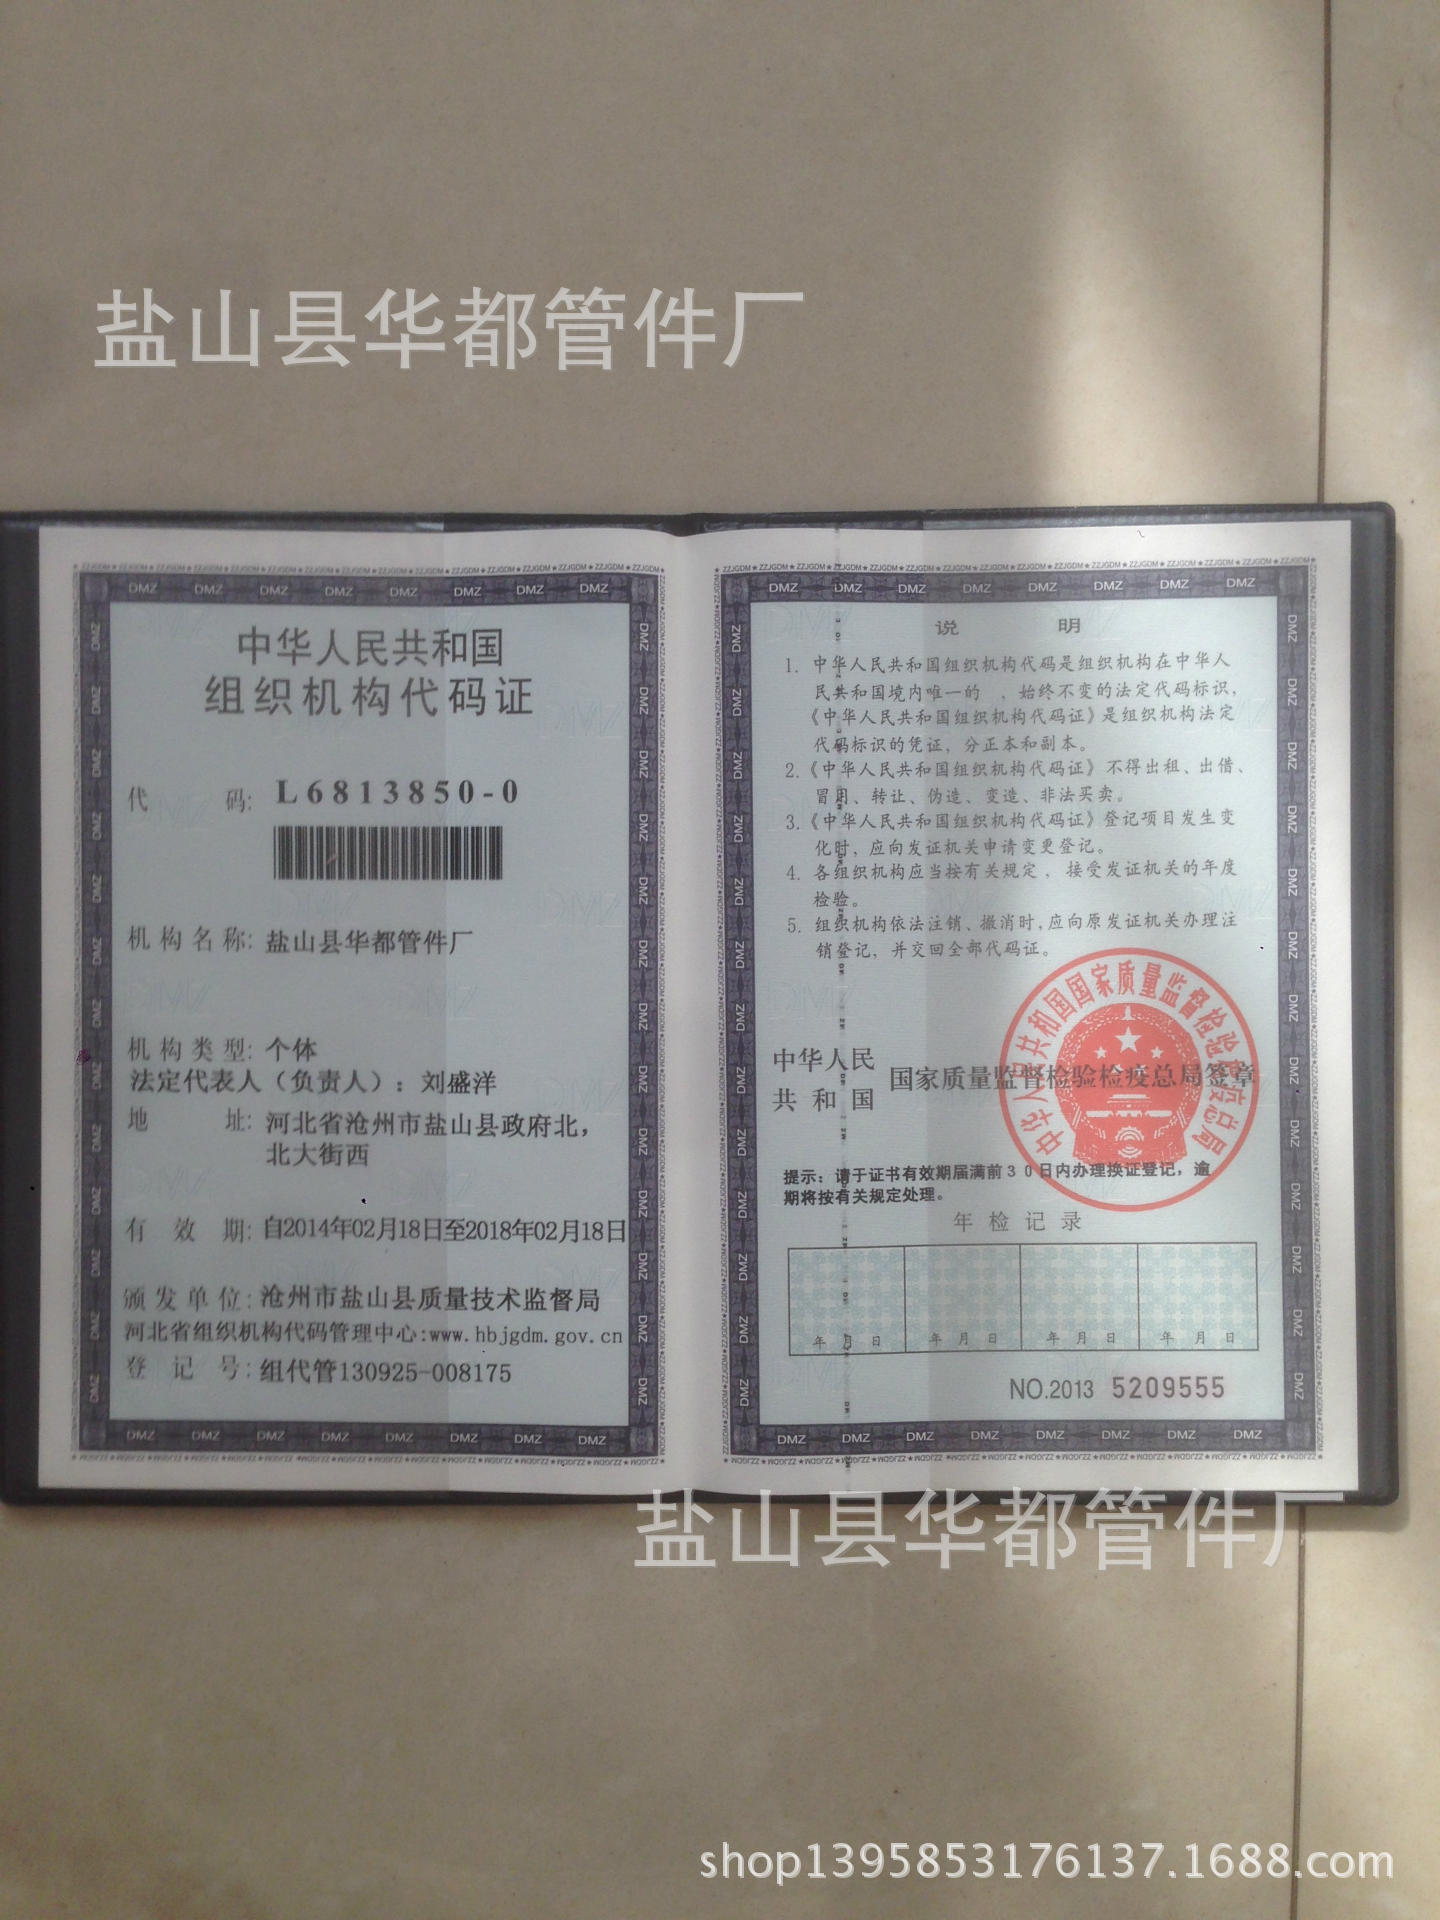 盐山县华都管件厂
中华人民共和国
组织机构代码证
代 码: L6813850-0
机构名称: 盐山县华都管件厂
机构类型: 个体
法定代表人（负责人）: 刘盛洋
地 址: 河北省沧州市盐山县政府北，
北大街西
有 效 期: 自2014年02月18日至2018年02月18日
颁发单位: 沧州市盐山县质量技术监督局
河北省组织机构代码管理中心:www.hbjgdm.gov.cn
登 记 号: 组代管130925-008175
说 明
1. 中华人民共和国组织机构代码是组织机构在中华人
民共和国境内唯一的 、始终不变的法定代码标识，
《中华人民共和国组织机构代码证》是组织机构法定
代码标识的凭证，分正本和副本。
2.《中华人民共和国组织机构代码证》不得出租、出借、
冒用、转让、伪造、变造、非法买卖。
3.《中华人民共和国组织机构代码证》登记项目发生变
化时，应向发证机关申请变更登记。
4. 各组织机构应当按有关规定，接受发证机关的年度
检验。
5. 组织机构依法注销、撤消时，应向原发证机关办理注
销登记，并交回全部代码证。
中华人民共和国国家质量监督检验检疫总局
中华人民
共和国 国家质量监督检验检疫总局签章
提示：请于证书有效期届满前30日内办理换证登记，逾
期将按有关规定处理。
年检记录
年 月 日 年 月 日 年 月 日 年 月 日
NO.2013 5209555
盐山县华都管件厂
shop1395853176137.1688.com